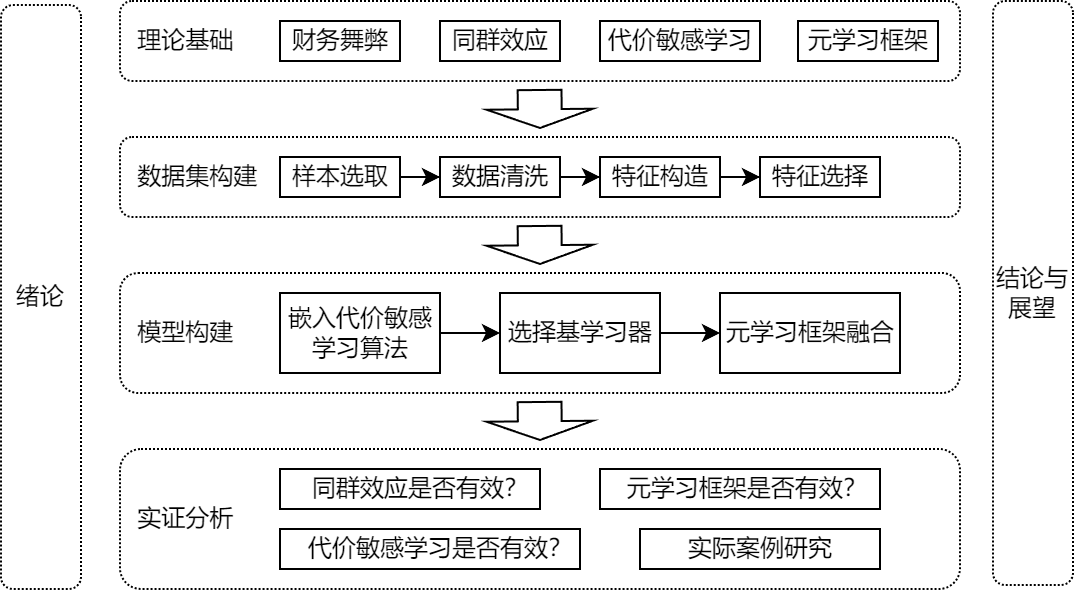 绪论
理论基础
财务舞弊
同群效应
代价敏感学习
元学习框架
数据集构建
样本选取
数据清洗
特征构造
特征选择
模型构建
嵌入代价敏感
学习算法
选择基学习器
元学习框架融合
实证分析
同群效应是否有效?
元学习框架是否有效?
代价敏感学习是否有效?
实际案例研究
结论与
展望